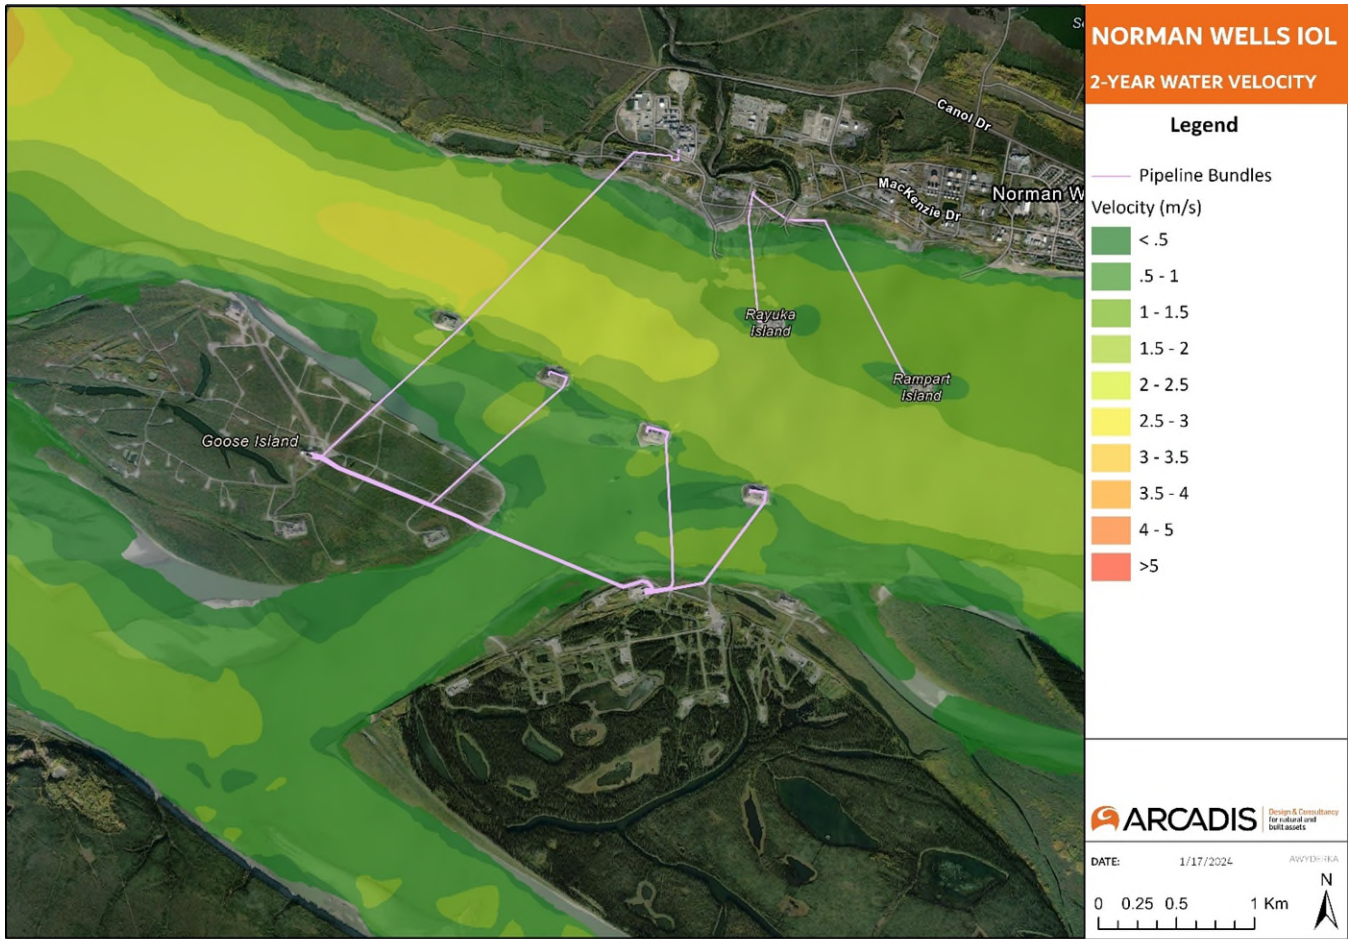 Canol Dr
MacKenzie Dr
Norman W
Rayuka
Island
Rampart
Island
Goose Island
NORMAN WELLS IOL
2-YEAR WATER VELOCITY
Legend
Pipeline Bundles
Velocity (m/s)
< .5
.5 - 1
1 - 1.5
1.5 - 2
2 - 2.5
2.5 - 3
3 - 3.5
3.5 - 4
4 - 5
>5
ARCADIS
Design & Consultancy
for natural and
built assets
DATE: 1/17/2024
N
0 0.25 0.5 1 Km